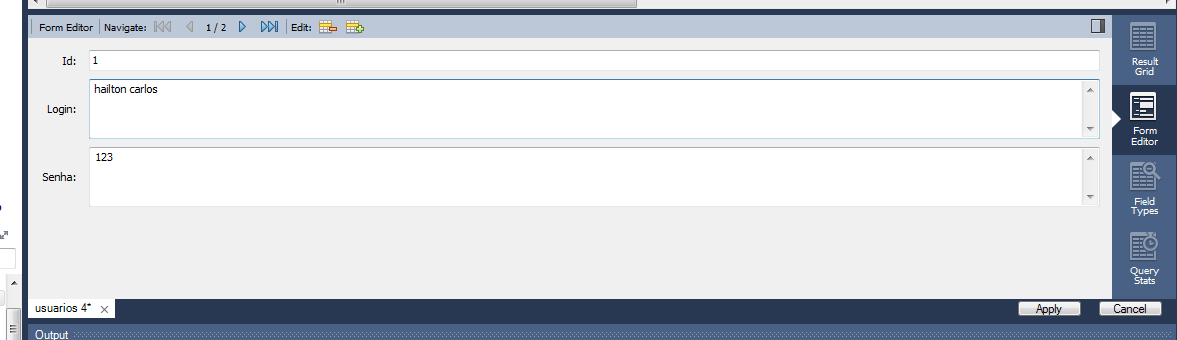 Form Editor Navigate: 1 / 2 Edit:
Id: 1
Login: hailton carlos
Senha: 123
Result
Grid
Form
Editor
Field
Types
Query
Stats
usuarios 4* ×
Apply Cancel
Output